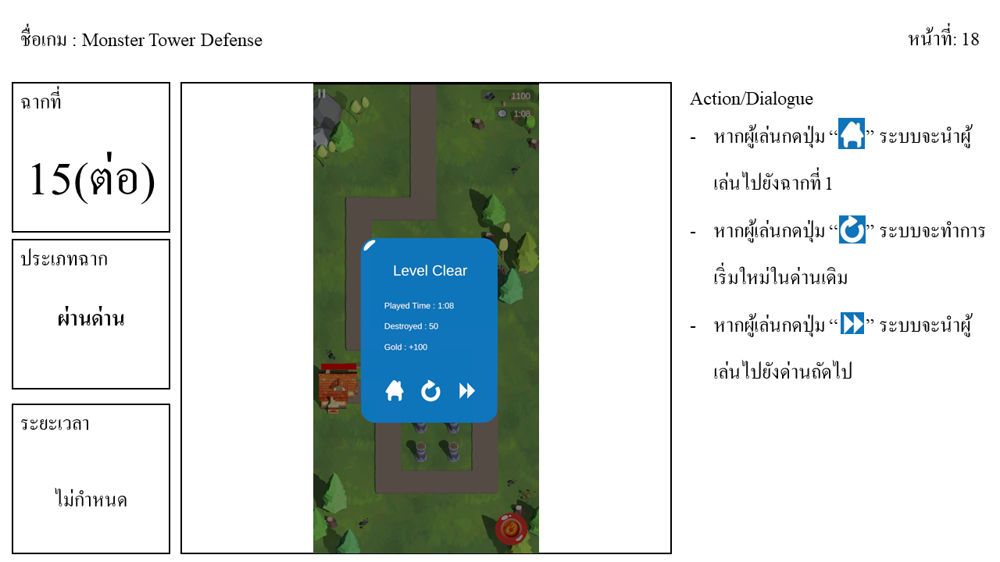 ชื่อเกม : Monster Tower Defense
หน้าที่: 18
ฉากที่
15(ต่อ)
ประเภทฉาก
ผ่านด่าน
ระยะเวลา
ไม่กำหนด
1100
1:08
Level Clear
Played Time : 1:08
Destroyed : 50
Gold : +100
Action/Dialogue
- หากผู้เล่นกดปุ่ม “ ” ระบบจะนำผู้
เล่นไปยังฉากที่ 1
- หากผู้เล่นกดปุ่ม “ ” ระบบจะทำการ
เริ่มใหม่ในด่านเดิม
- หากผู้เล่นกดปุ่ม “ ” ระบบจะนำผู้
เล่นไปยังด่านถัดไป